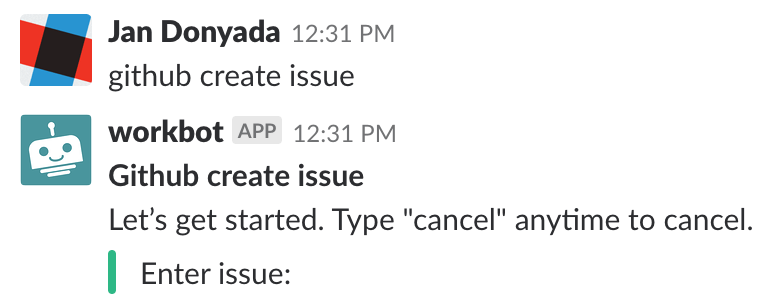 Jan Donyada 12:31 PM
github create issue
workbot APP 12:31 PM
Github create issue
Let’s get started. Type "cancel" anytime to cancel.
Enter issue: